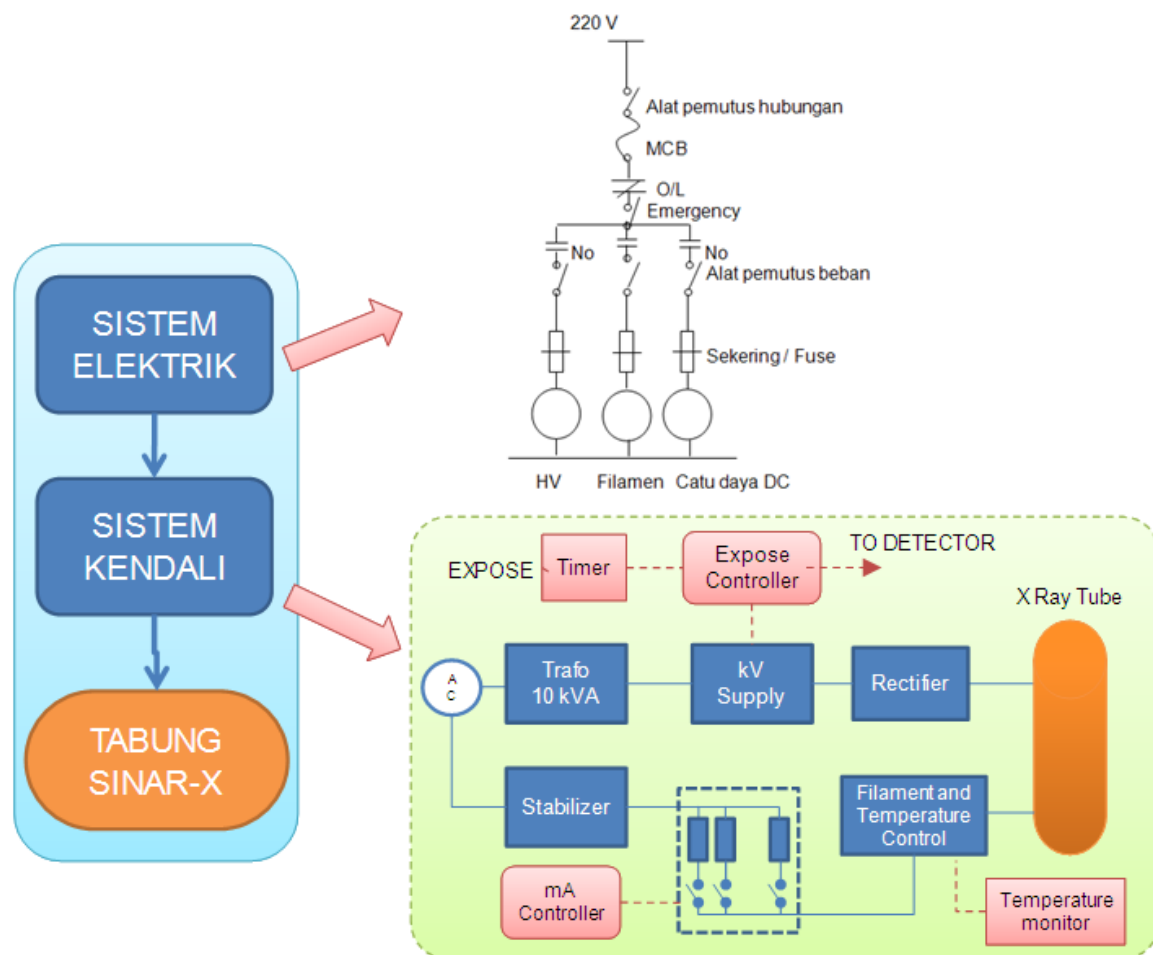 220 V
Alat pemutus hubungan
MCB
O/L
Emergency
No
No
Alat pemutus beban
Sekering / Fuse
HV
Filamen
Catu daya DC
SISTEM
ELEKTRIK
SISTEM
KENDALI
TABUNG
SINAR-X
EXPOSE
Timer
Expose
Controller
TO DETECTOR
X Ray Tube
A
C
Trafo
10 kVA
kV
Supply
Rectifier
Stabilizer
Filament and
Temperature
Control
mA
Controller
Temperature
monitor